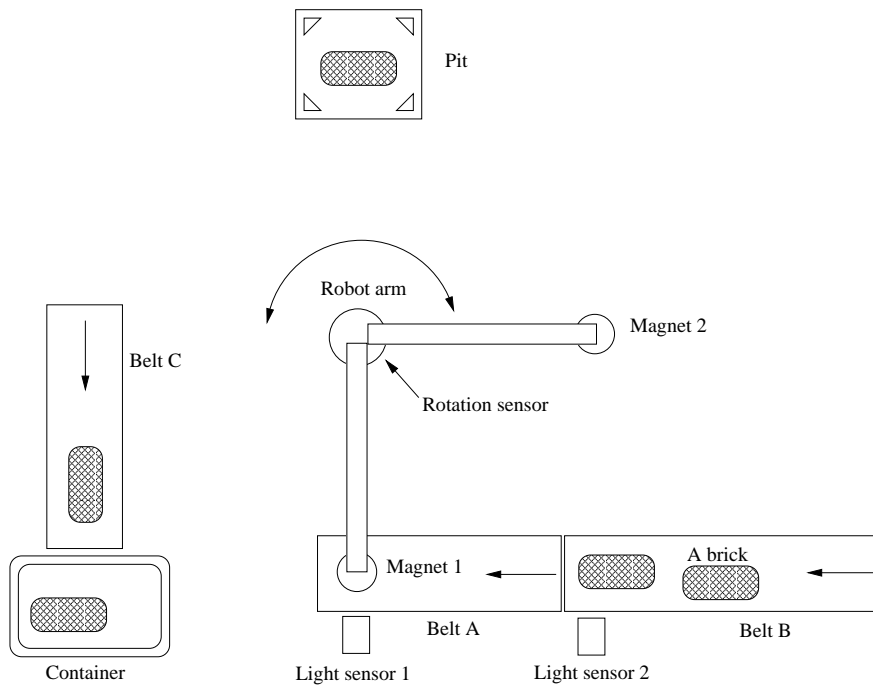 Pit
Robot arm
Magnet 2
Belt C
Rotation sensor
A brick
Magnet 1
Belt A
Belt B
Container
Light sensor 1
Light sensor 2